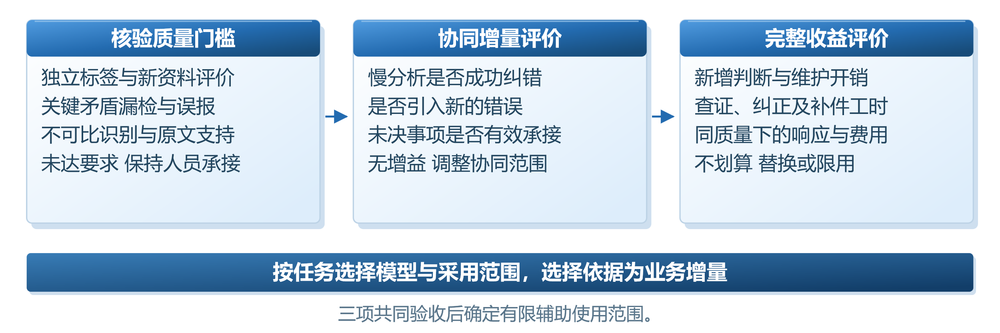 核验质量门槛
独立标签与新资料评价
关键矛盾漏检与误报
不可比识别与原文支持
未达要求 保持人员承接
协同增量评价
慢分析是否成功纠错
是否引入新的错误
未决事项是否有效承接
无增益 调整协同范围
完整收益评价
新增判断与维护开销
查证、纠正及补件工时
同质量下的响应与费用
不划算 替换或限用
按任务选择模型与采用范围，选择依据为业务增量
三项共同验收后确定有限辅助使用范围。